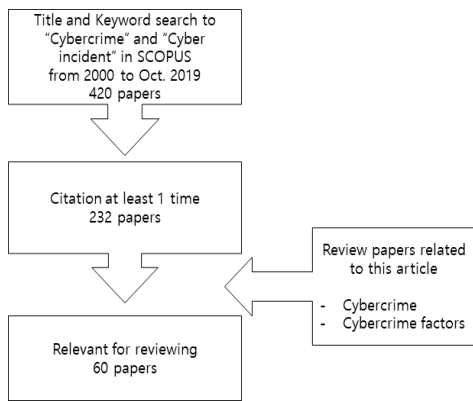 Title and Keyword search to
“Cybercrime” and “Cyber
incident” in SCOPUS
from 2000 to Oct. 2019
420 papers
Citation at least 1 time
232 papers
Review papers related
to this article
- Cybercrime
- Cybercrime factors
Relevant for reviewing
60 papers